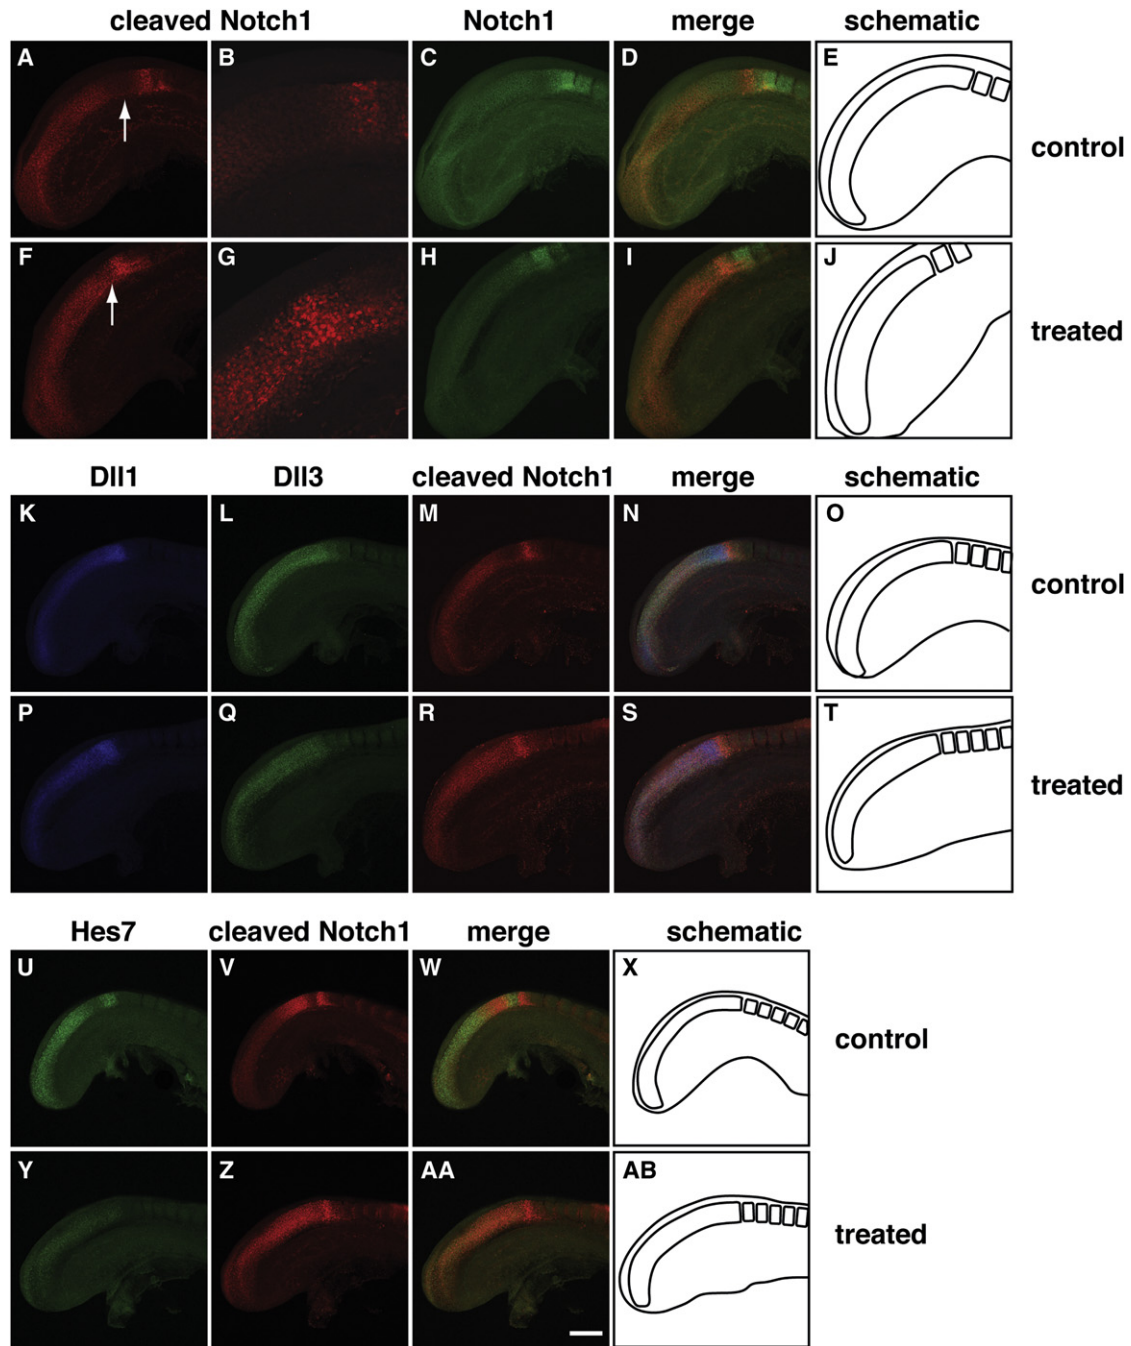 cleaved Notch1 Notch1 merge schematic
A B C D E
control
F G H I J
treated
Dll1 Dll3 cleaved Notch1 merge schematic
K L M N O
control
P Q R S T
treated
Hes7 cleaved Notch1 merge schematic
U V W X
control
Y Z AA AB
treated